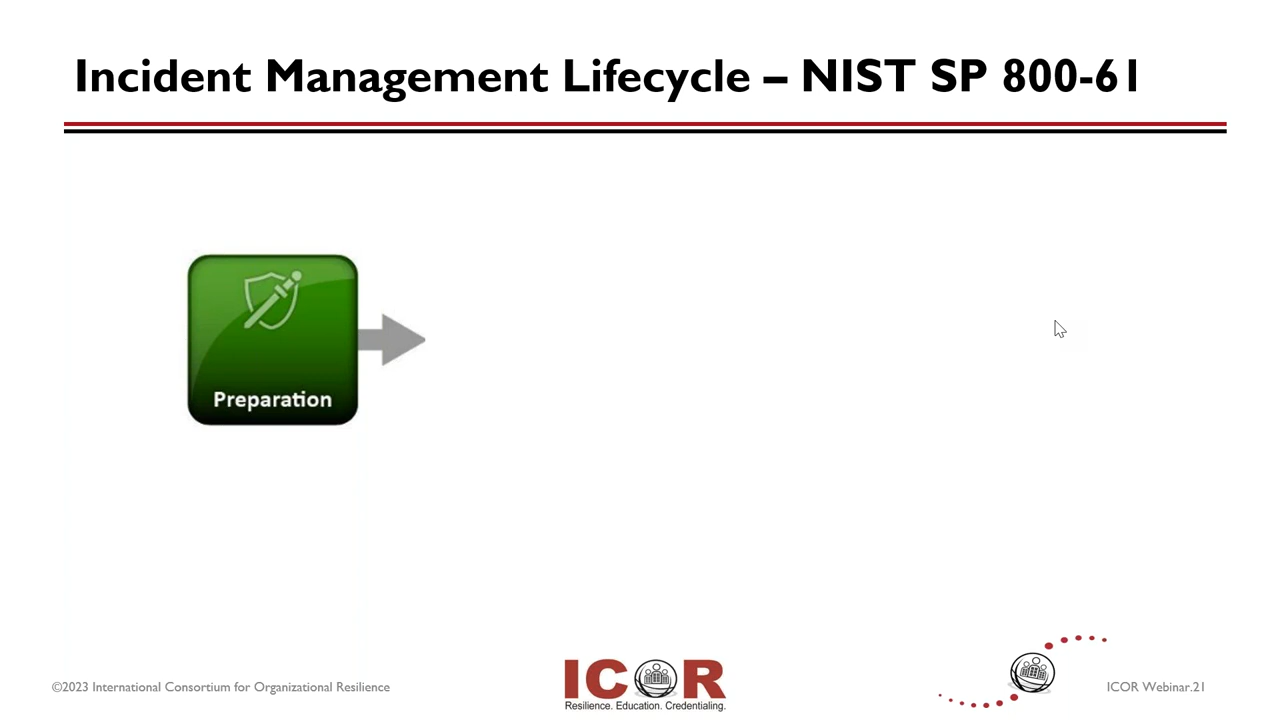 Incident Management Lifecycle – NIST SP 800-61
Preparation
©2023 International Consortium for Organizational Resilience
ICOR
Resilience. Education. Credentialing.
ICOR Webinar.21